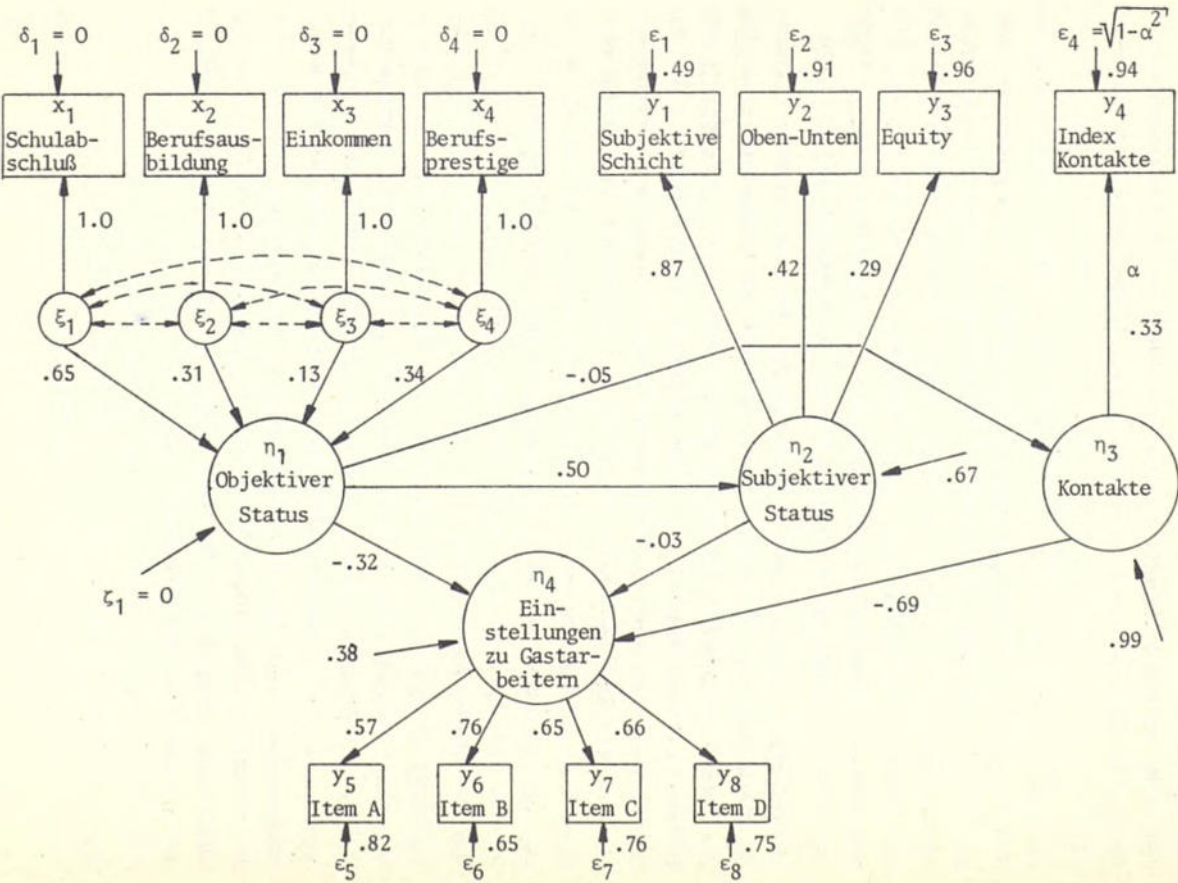 δ₁ = 0 δ₂ = 0 δ₃ = 0 δ₄ = 0 ε₁ ε₂ ε₃ ε₄ = √1-α²
.49 .91 .96 .94
x₁ x₂ x₃ x₄ y₁ y₂ y₃ y₄
Schulab- Berufsaus- Einkommen Berufs- Subjektive Oben-Unten Equity Index
schluß bildung prestige Schicht Kontakte
1.0 1.0 1.0 1.0
.87 .42 .29 α
ξ₁ ξ₂ ξ₃ ξ₄ .33
.65 .31 .13 .34 -.05
η₁ η₂ η₃
Objektiver .50 Subjektiver .67 Kontakte
Status Status
-.32 -.03
ζ₁ = 0 η₄ -.69
Ein-
stellungen
.38 zu Gastar- .99
beitern
.57 .76 .65 .66
y₅ y₆ y₇ y₈
Item A Item B Item C Item D
.82 .65 .76 .75
ε₅ ε₆ ε₇ ε₈